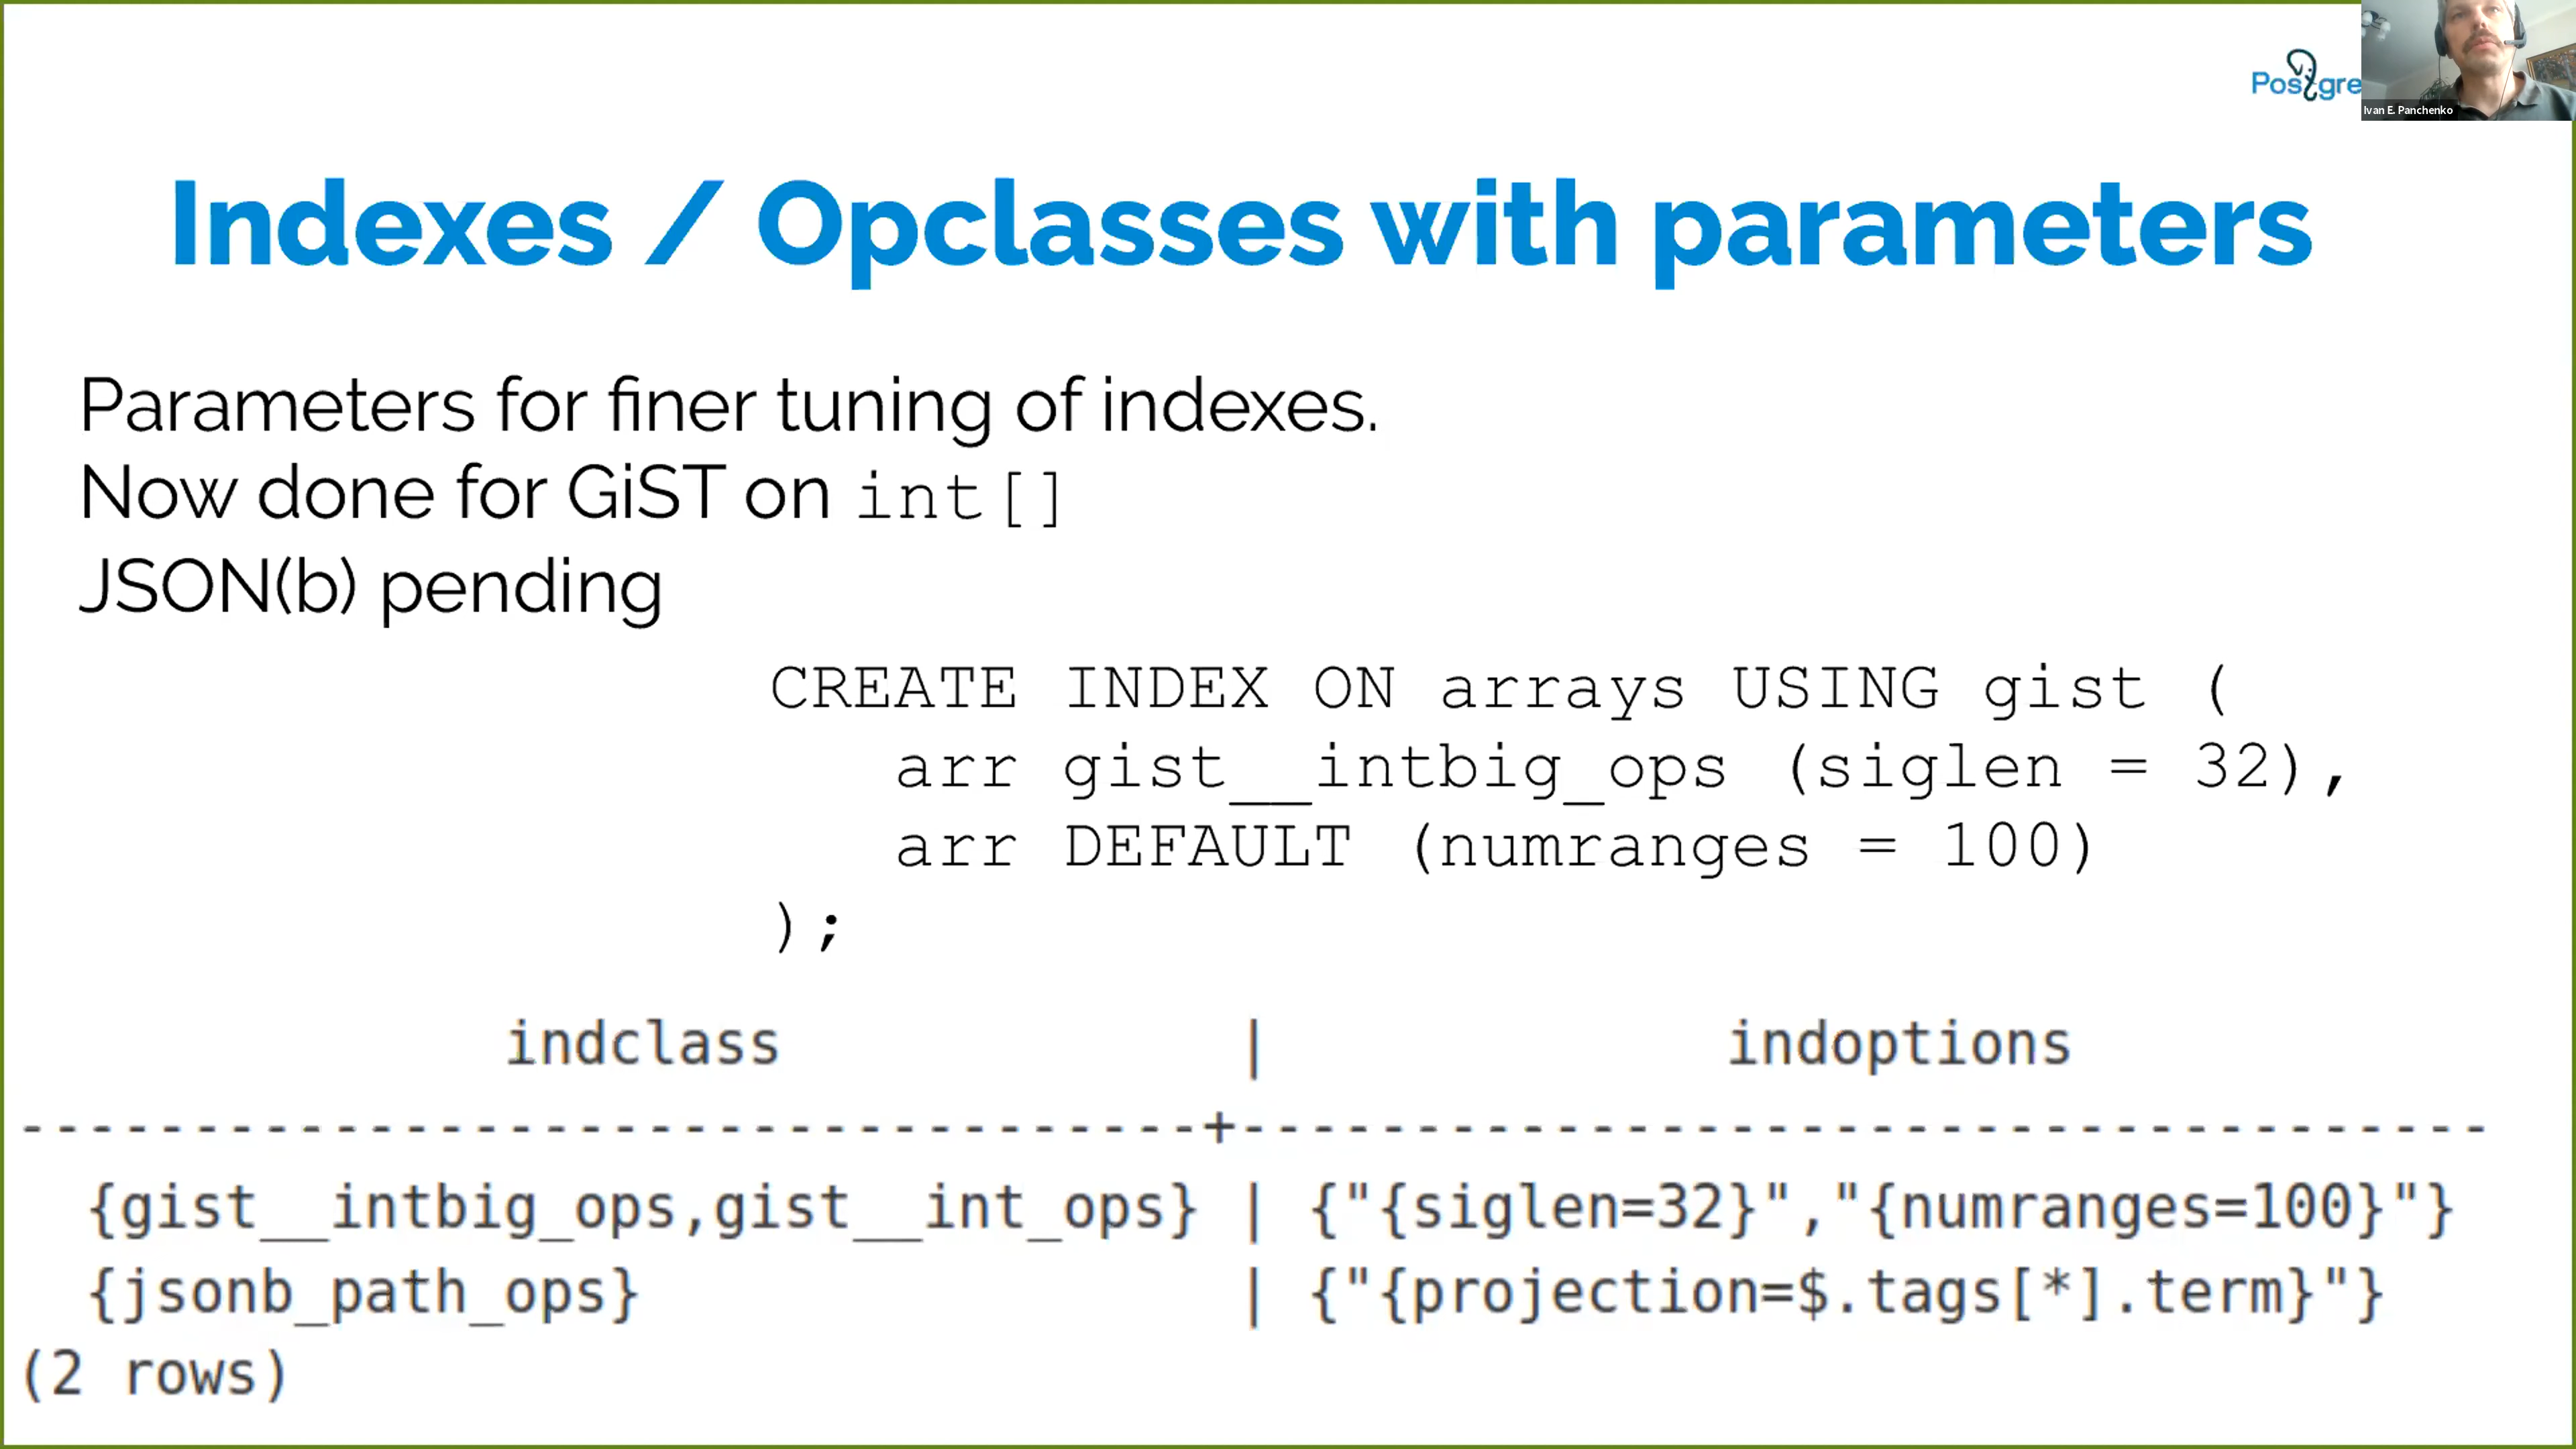 Postgre
Ivan E. Panchenko
Indexes / Opclasses with parameters
Parameters for finer tuning of indexes.
Now done for GiST on int[]
JSON(b) pending
CREATE INDEX ON arrays USING gist (
arr gist__intbig_ops (siglen = 32),
arr DEFAULT (numranges = 100)
);
indclass | indoptions
-----------------------------------+------------------------------------
{gist__intbig_ops,gist__int_ops} | {"{siglen=32}","{numranges=100}"}
{jsonb_path_ops} | {"{projection=$.tags[*].term}"}
(2 rows)